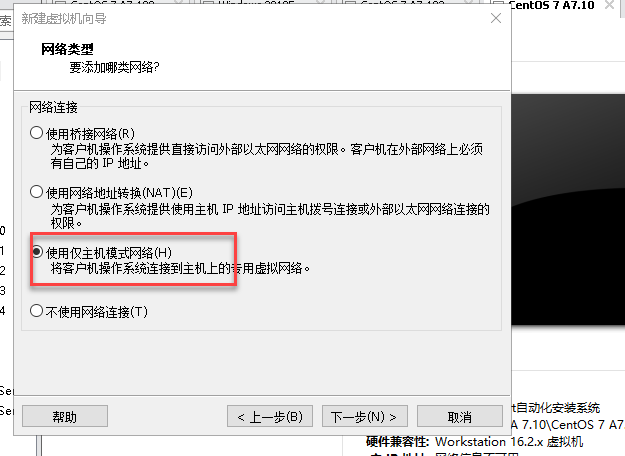 CentOS 7 A7.10
新建虚拟机向导
索
网络类型
要添加哪类网络?
网络连接
使用桥接网络(R)
为客户机操作系统提供直接访问外部以太网网络的权限。客户机在外部网络上必须
有自己的 IP 地址。
使用网络地址转换(NAT)(E)
为客户机操作系统提供使用主机 IP 地址访问主机拨号连接或外部以太网网络连接的
权限。
0
使用仅主机模式网络(H)
1
将客户机操作系统连接到主机上的专用虚拟网络。
2
3
不使用网络连接(T)
4
Ser
Ser
帮助
< 上一步(B)
下一步(N) >
取消
t自动化安装系统
A 7.10\CentOS 7 A7.
硬件兼容性: Workstation 16.2.x 虚拟机